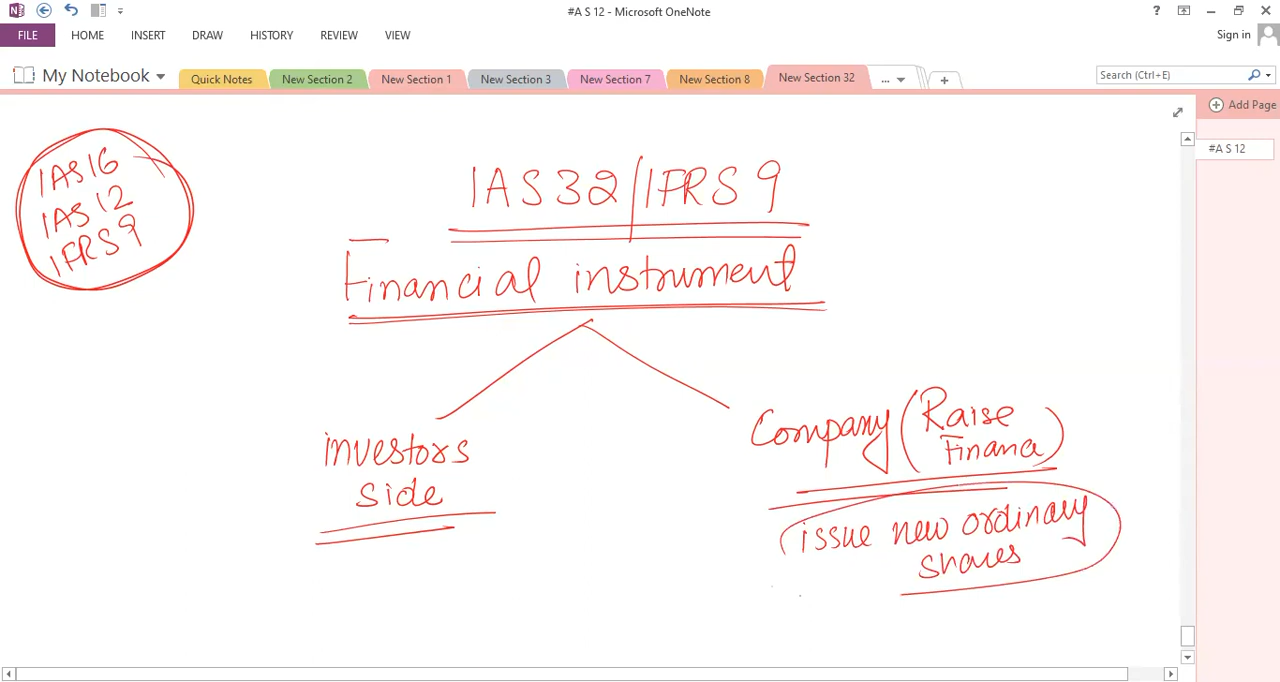 #A S 12 - Microsoft OneNote
?
Sign in
FILE HOME INSERT DRAW HISTORY REVIEW VIEW
My Notebook
Quick Notes New Section 2 New Section 1 New Section 3 New Section 7 New Section 8 New Section 32 ...
Search (Ctrl+E)
Add Page
#A S 12
IAS 16
IAS 12
IFRS 9
IAS 32/IFRS 9
Financial instrument
investors
side
Company (Raise
Financ)
issue new ordinary
shares